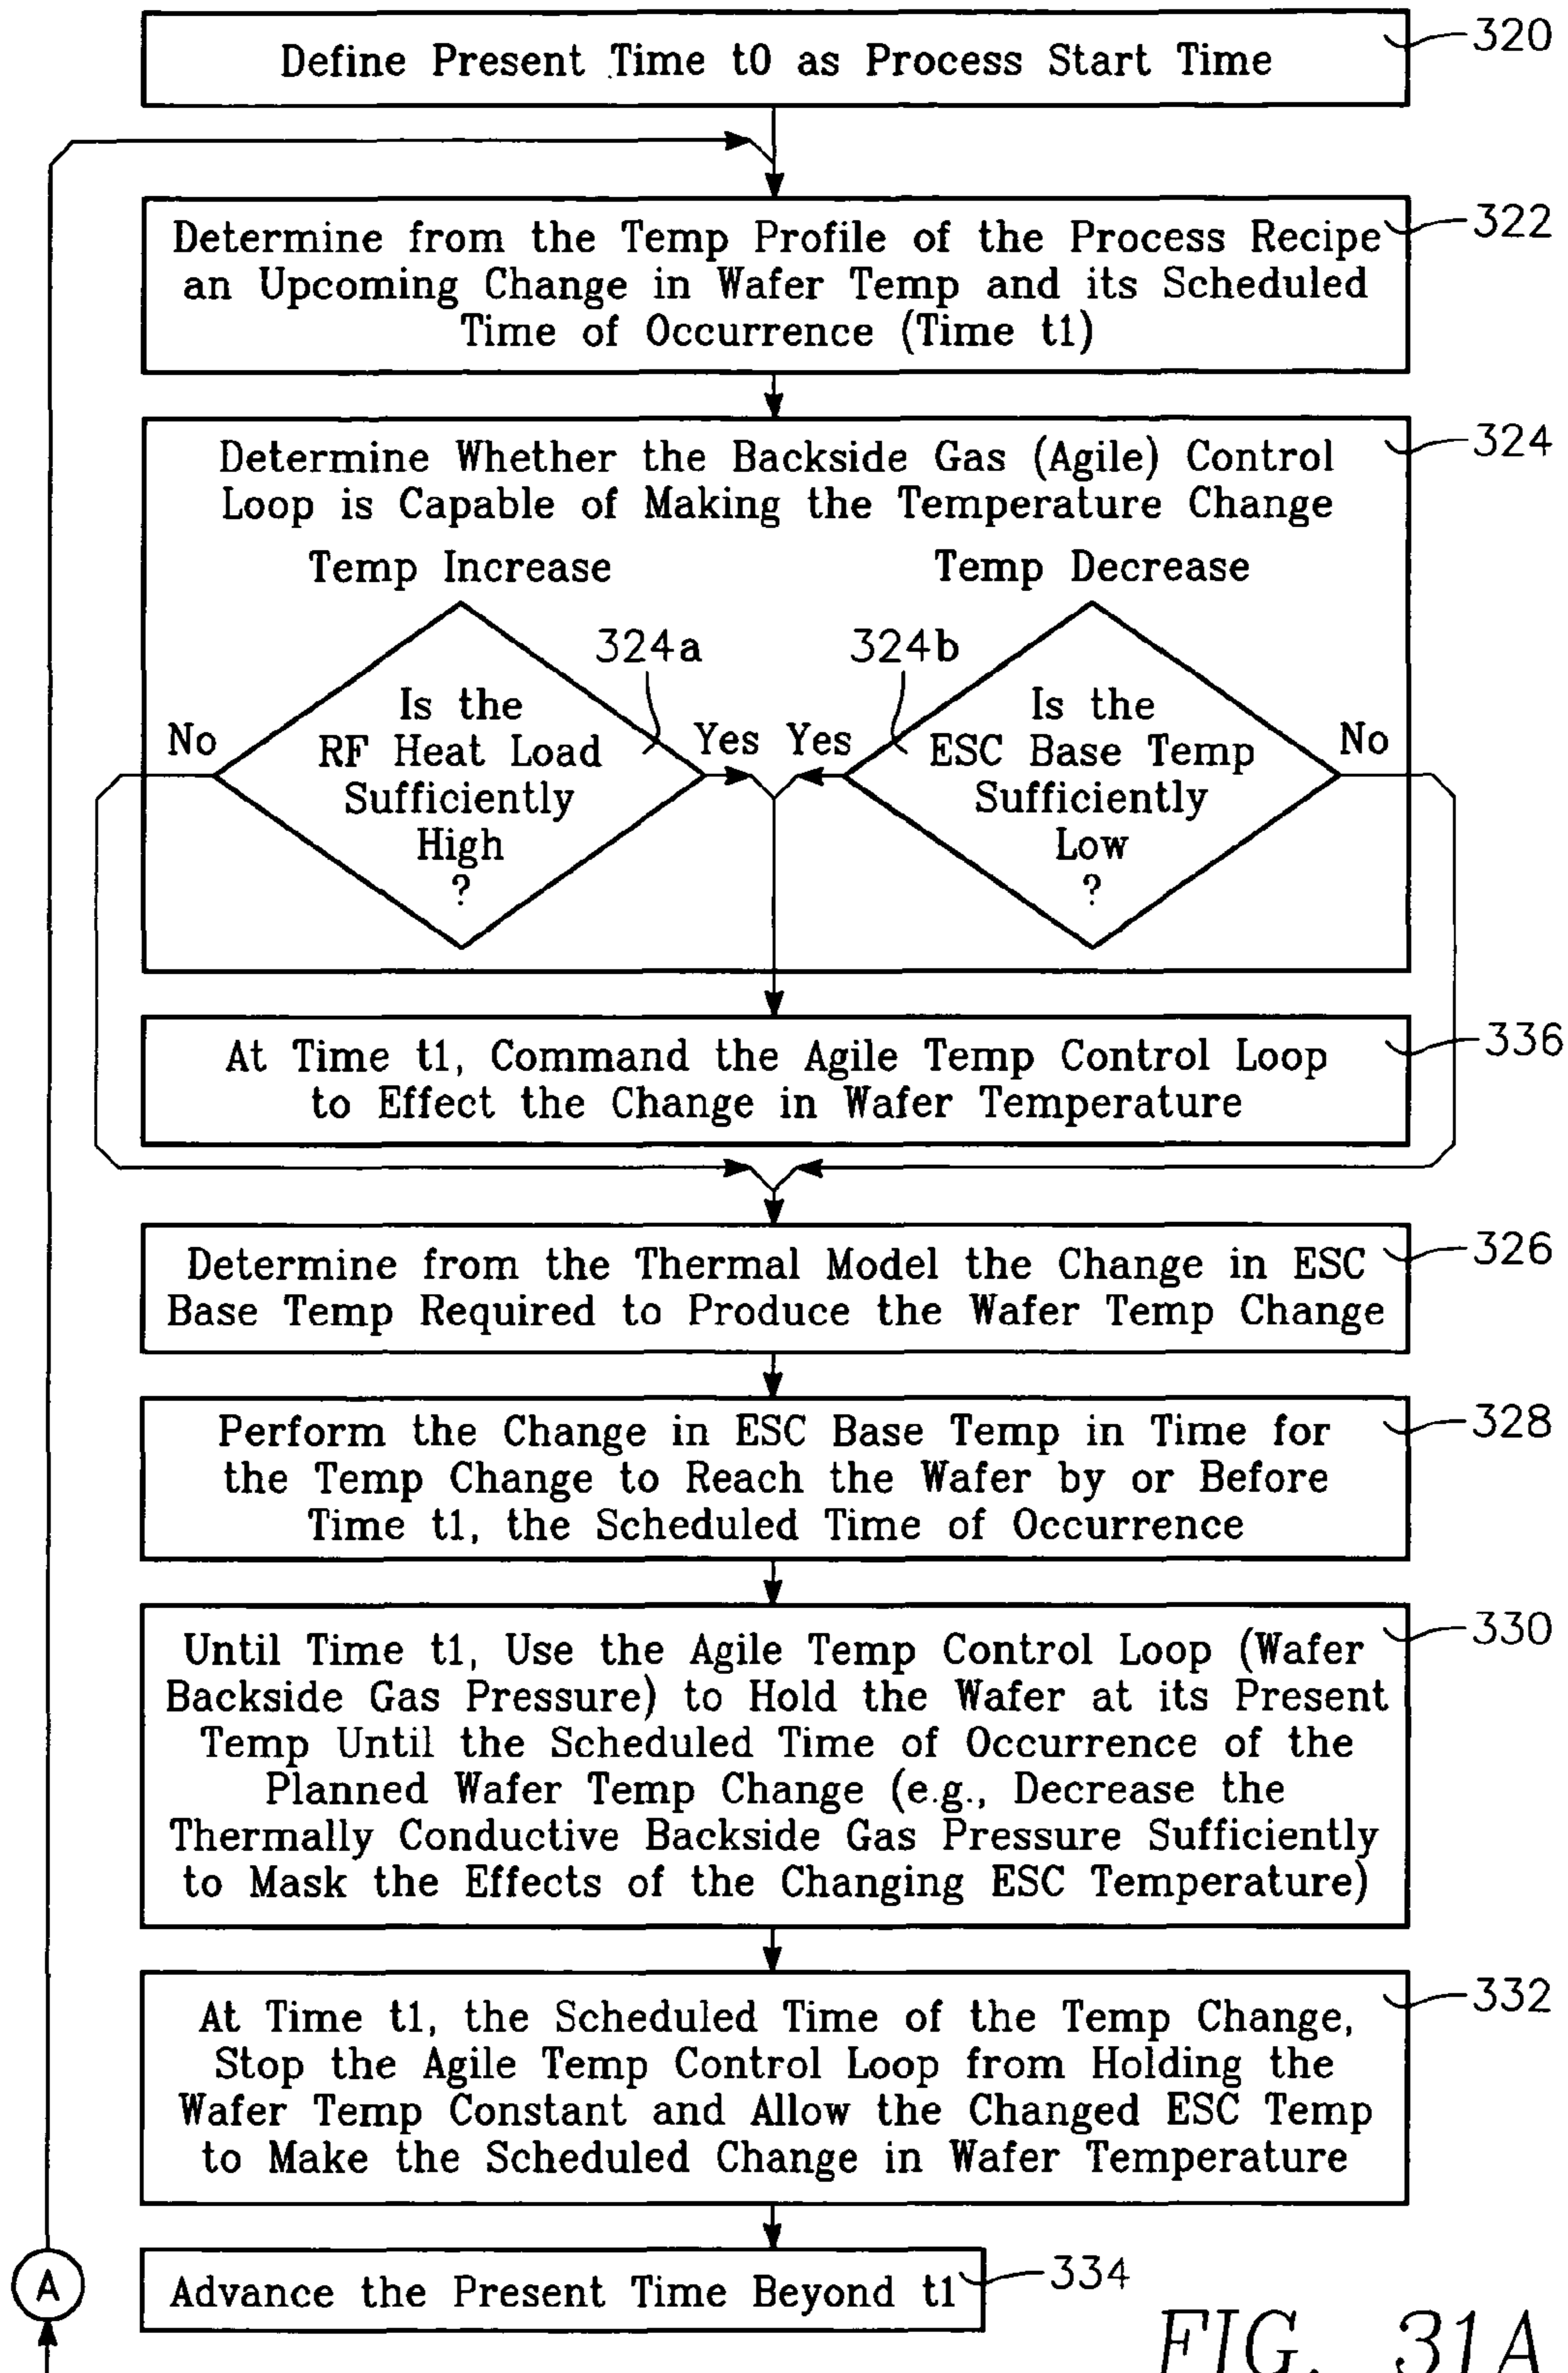 Define Present Time t0 as Process Start Time
320
Determine from the Temp Profile of the Process Recipe
an Upcoming Change in Wafer Temp and its Scheduled
Time of Occurrence (Time t1)
322
Determine Whether the Backside Gas (Agile) Control
Loop is Capable of Making the Temperature Change
324
Temp Increase
Temp Decrease
324a
324b
No
Is the
RF Heat Load
Sufficiently
High
?
Yes
Yes
Is the
ESC Base Temp
Sufficiently
Low
?
No
At Time t1, Command the Agile Temp Control Loop
to Effect the Change in Wafer Temperature
336
Determine from the Thermal Model the Change in ESC
Base Temp Required to Produce the Wafer Temp Change
326
Perform the Change in ESC Base Temp in Time for
the Temp Change to Reach the Wafer by or Before
Time t1, the Scheduled Time of Occurrence
328
Until Time t1, Use the Agile Temp Control Loop (Wafer
Backside Gas Pressure) to Hold the Wafer at its Present
Temp Until the Scheduled Time of Occurrence of the
Planned Wafer Temp Change (e.g., Decrease the
Thermally Conductive Backside Gas Pressure Sufficiently
to Mask the Effects of the Changing ESC Temperature)
330
At Time t1, the Scheduled Time of the Temp Change,
Stop the Agile Temp Control Loop from Holding the
Wafer Temp Constant and Allow the Changed ESC Temp
to Make the Scheduled Change in Wafer Temperature
332
A
Advance the Present Time Beyond t1
334
FIG. 31A